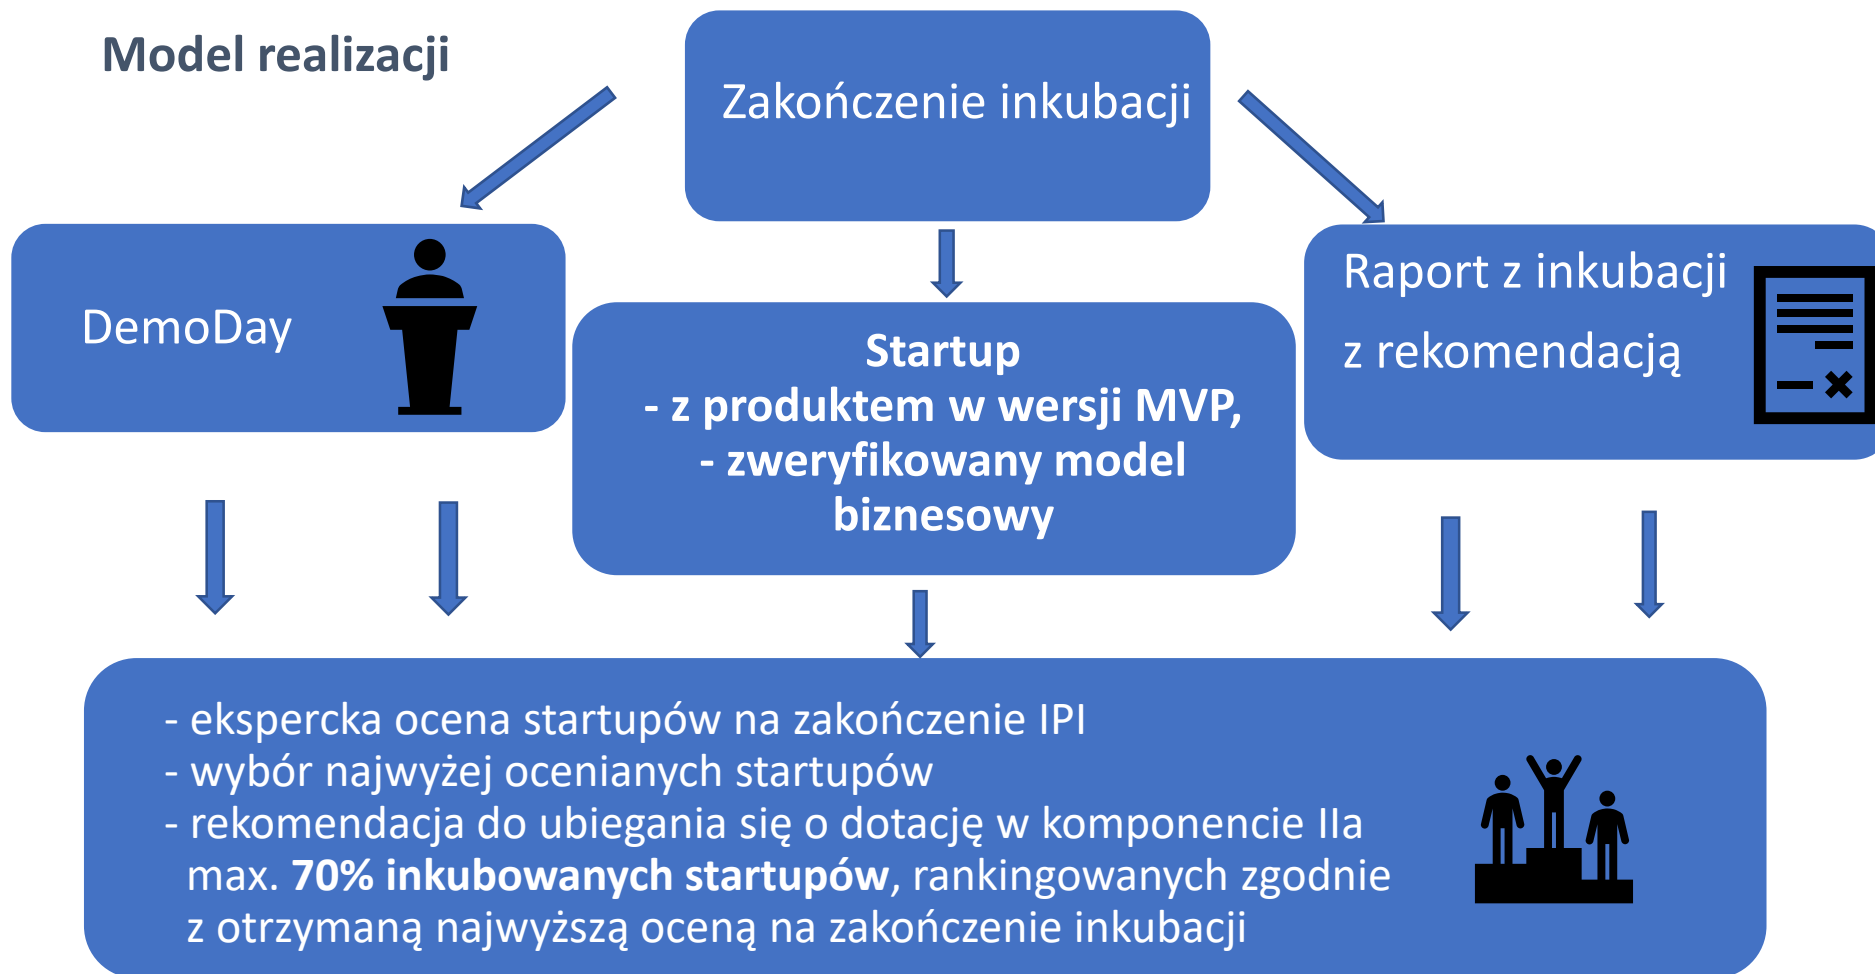 Model realizacji
Zakończenie inkubacji
DemoDay
Startup
- z produktem w wersji MVP,
- zweryfikowany model
biznesowy
Raport z inkubacji
z rekomendacją
- ekspercka ocena startupów na zakończenie IPI
- wybór najwyżej ocenianych startupów
- rekomendacja do ubiegania się o dotację w komponencie IIa
max. 70% inkubowanych startupów, rankingowanych zgodnie
z otrzymaną najwyższą oceną na zakończenie inkubacji